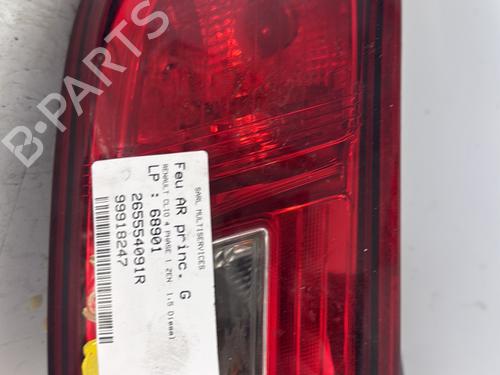 B-PARTS
SARL MULTISERVICES
Feu AR princ. G
RENAULT CLIO 4 PHASE 1 ZEN 1.5 Diesel
LP : 68901
265554091R
99918247